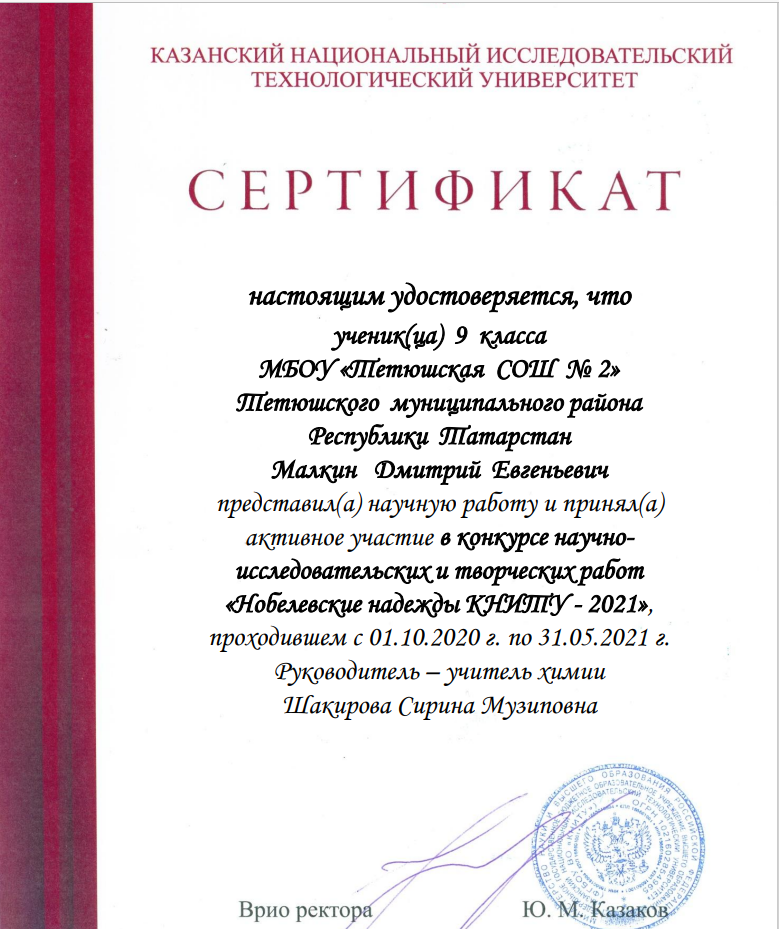 КАЗАНСКИЙ НАЦИОНАЛЬНЫЙ ИССЛЕДОВАТЕЛЬСКИЙ
ТЕХНОЛОГИЧЕСКИЙ УНИВЕРСИТЕТ
СЕРТИФИКАТ
настоящим удостоверяется, что
ученик(ца) 9 класса
МБОУ «Тетюшская СОШ № 2»
Тетюшского муниципального района
Республики Татарстан
Малкин Дмитрий Евгеньевич
представил(а) научную работу и принял(а)
активное участие в конкурсе научно-
исследовательских и творческих работ
«Нобелевские надежды КНИТУ - 2021»,
проходившем с 01.10.2020 г. по 31.05.2021 г.
Руководитель – учитель химии
Шакирова Сирина Музиповна
Врио ректора Ю. М. Казаков